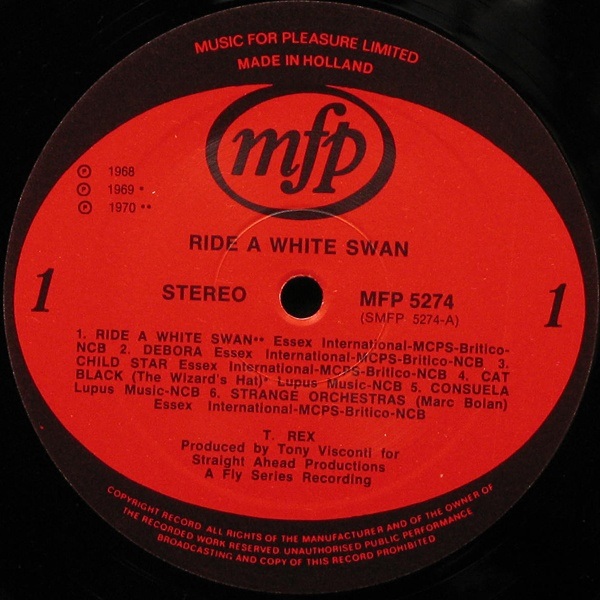 MUSIC FOR PLEASURE LIMITED
MADE IN HOLLAND
mfp
℗ 1968
℗ 1969 *
℗ 1970 **
RIDE A WHITE SWAN
1
STEREO
MFP 5274
1
(SMFP 5274-A)
1. RIDE A WHITE SWAN** Essex International-MCPS-Britico-
NCB 2. DEBORA Essex International-MCPS-Britico-NCB 3.
CHILD STAR Essex International-MCPS-Britico-NCB 4. CAT
BLACK (The Wizard's Hat)* Lupus Music-NCB 5. CONSUELA
Lupus Music-NCB 6. STRANGE ORCHESTRAS (Marc Bolan)
Essex International-MCPS-Britico-NCB
T. REX
Produced by Tony Visconti for
Straight Ahead Productions
A Fly Series Recording
COPYRIGHT RECORD ALL RIGHTS OF THE MANUFACTURER AND OF THE OWNER OF
THE RECORDED WORK RESERVED UNAUTHORISED PUBLIC PERFORMANCE
BROADCASTING AND COPY OF THIS RECORD PROHIBITED